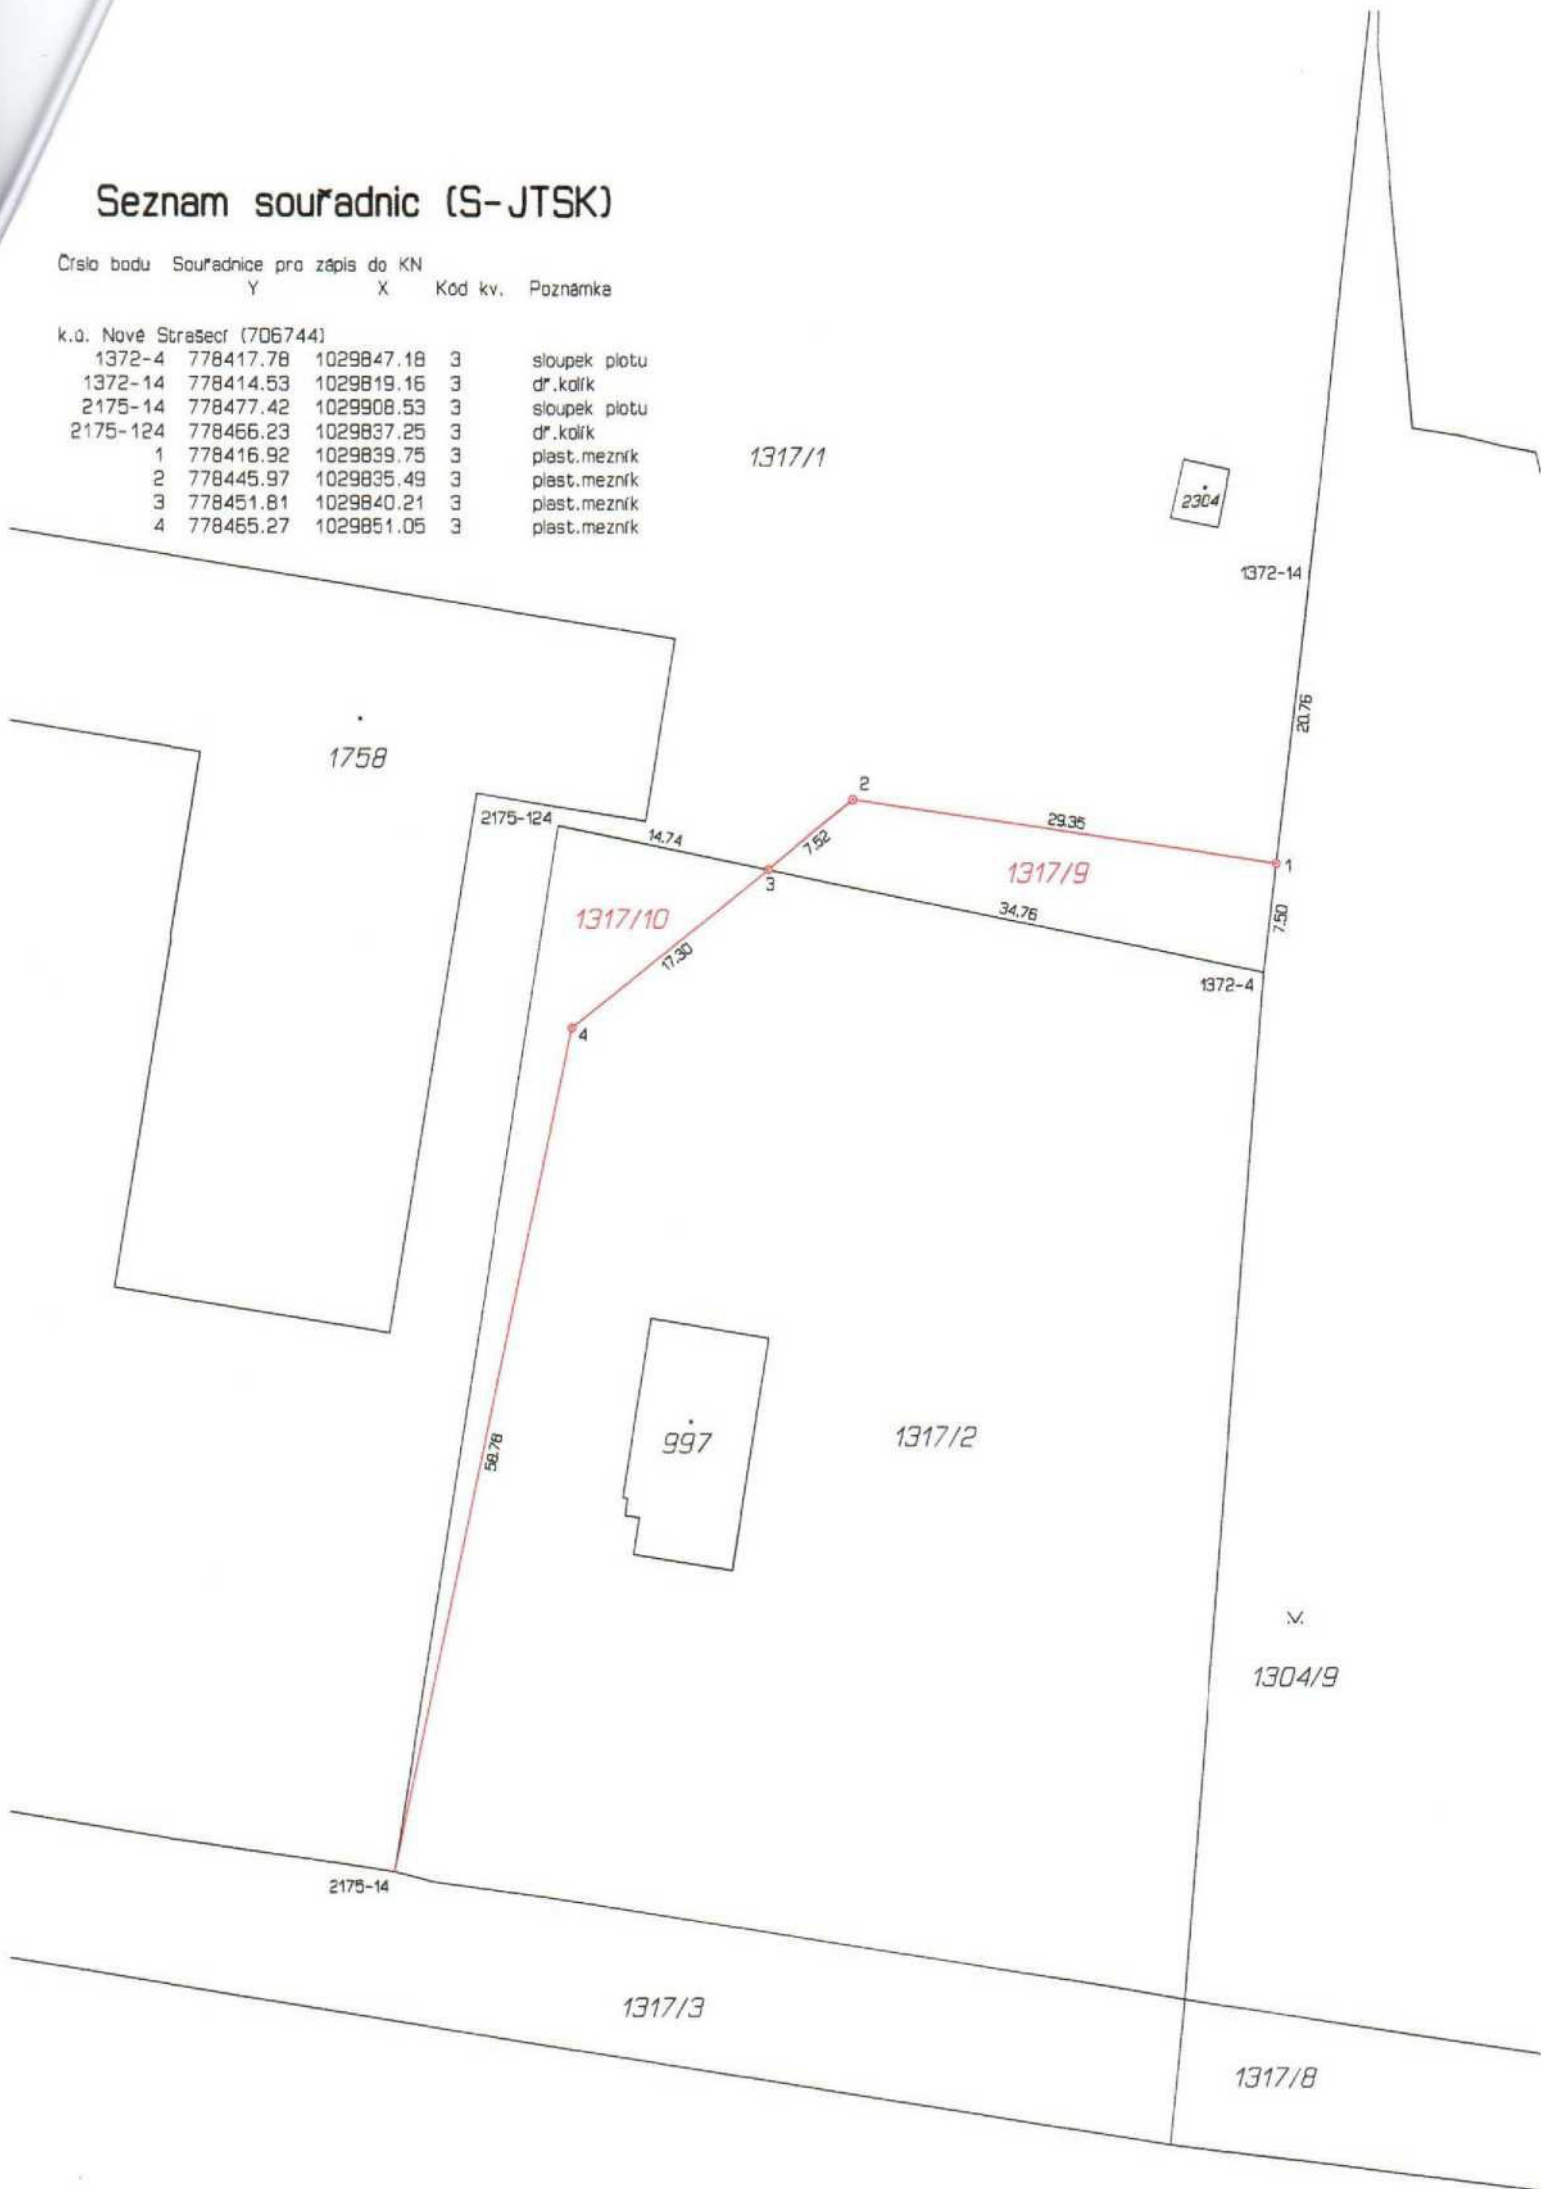 Seznam souřadnic (S-JTSK)
Číslo bodu Souřadnice pro zápis do KN
Y X Kód kv. Poznámka
k.ú. Nové Strašecí (706744)
1372-4 778417.78 1029847.18 3 sloupek plotu
1372-14 778414.53 1029819.16 3 dř.kolík
2175-14 778477.42 1029908.53 3 sloupek plotu
2175-124 778466.23 1029837.25 3 dř.kolík
1 778416.92 1029839.75 3 plast.mezník
2 778445.97 1029835.49 3 plast.mezník
3 778451.81 1029840.21 3 plast.mezník
4 778465.27 1029851.05 3 plast.mezník
1317/1
2304
1372-14
20.76
1758
2
2175-124
14.74
7.52
29.35
1
3
1317/9
1317/10
34.76
7.50
17.30
1372-4
4
58.78
997
1317/2
1304/9
2175-14
1317/3
1317/8